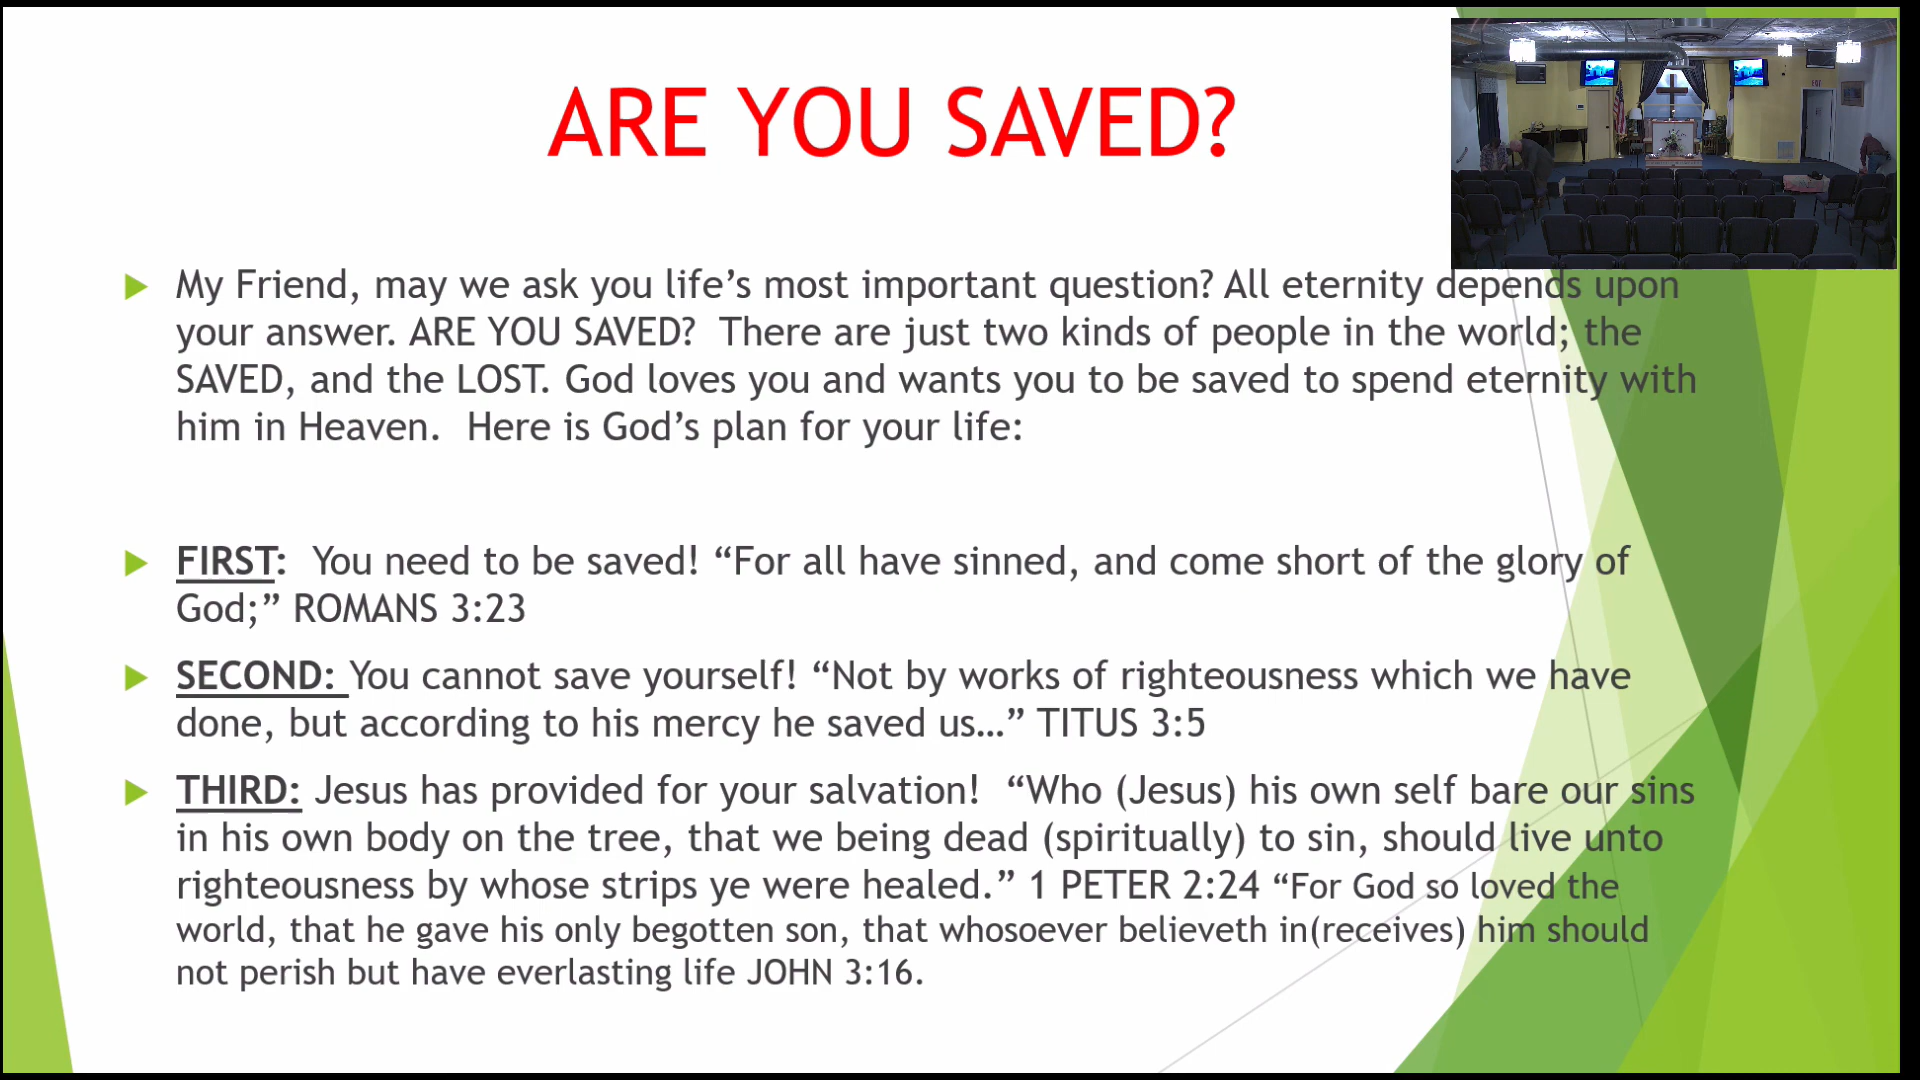 ARE YOU SAVED?
My Friend, may we ask you life’s most important question? All eternity depends upon
your answer. ARE YOU SAVED?  There are just two kinds of people in the world; the
SAVED, and the LOST. God loves you and wants you to be saved to spend eternity with
him in Heaven.  Here is God’s plan for your life:
FIRST:  You need to be saved! “For all have sinned, and come short of the glory of
God;” ROMANS 3:23
SECOND: You cannot save yourself! “Not by works of righteousness which we have
done, but according to his mercy he saved us…” TITUS 3:5
THIRD: Jesus has provided for your salvation!  “Who (Jesus) his own self bare our sins
in his own body on the tree, that we being dead (spiritually) to sin, should live unto
righteousness by whose strips ye were healed.” 1 PETER 2:24 “For God so loved the
world, that he gave his only begotten son, that whosoever believeth in(receives) him should
not perish but have everlasting life JOHN 3:16.